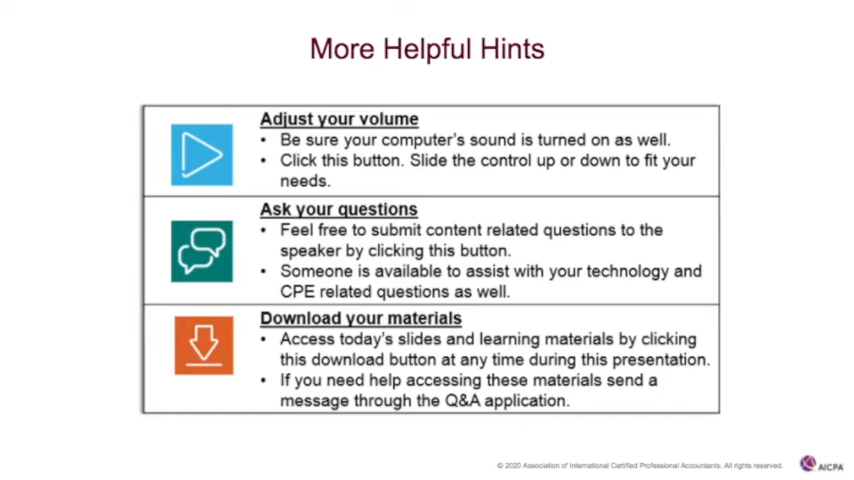 More Helpful Hints
Adjust your volume
• Be sure your computer's sound is turned on as well.
• Click this button. Slide the control up or down to fit your
needs.
Ask your questions
• Feel free to submit content related questions to the
speaker by clicking this button.
• Someone is available to assist with your technology and
CPE related questions as well.
Download your materials
• Access today's slides and learning materials by clicking
this download button at any time during this presentation.
• If you need help accessing these materials send a
message through the Q&A application.
© 2020 Association of International Certified Professional Accountants. All rights reserved.
AICPA